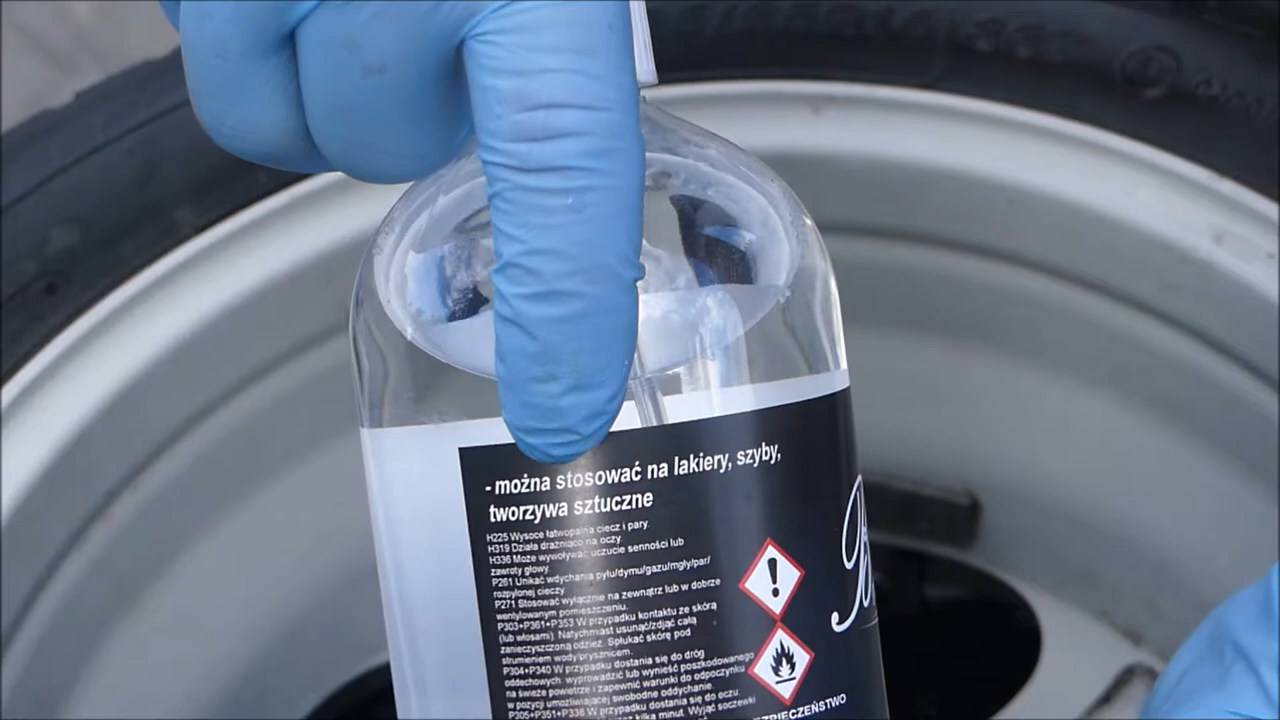 - można stosować na lakiery, szyby,
tworzywa sztuczne
H225 Wysoce łatwopalna ciecz i pary.
H319 Działa drażniąco na oczy.
H336 Może wywoływać uczucie senności lub
zawroty głowy.
P261 Unikać wdychania pyłu/dymu/gazu/mgły/par/
rozpylonej cieczy.
P271 Stosować wyłącznie na zewnątrz lub w dobrze
wentylowanym pomieszczeniu.
P303+P361+P353 W przypadku kontaktu ze skórą
(lub włosami): Natychmiast usunąć/zdjąć całą
zanieczyszczoną odzież. Spłukać skórę pod
strumieniem wody/prysznicem.
P304+P340 W przypadku dostania się do dróg
oddechowych: wyprowadzić lub wynieść poszkodowanego
na świeże powietrze i zapewnić warunki do odpoczynku
w pozycji umożliwiającej swobodne oddychanie.
P305+P351+P338 W przypadku dostania się do oczu:
kilka minut. Wyjąć soczewki